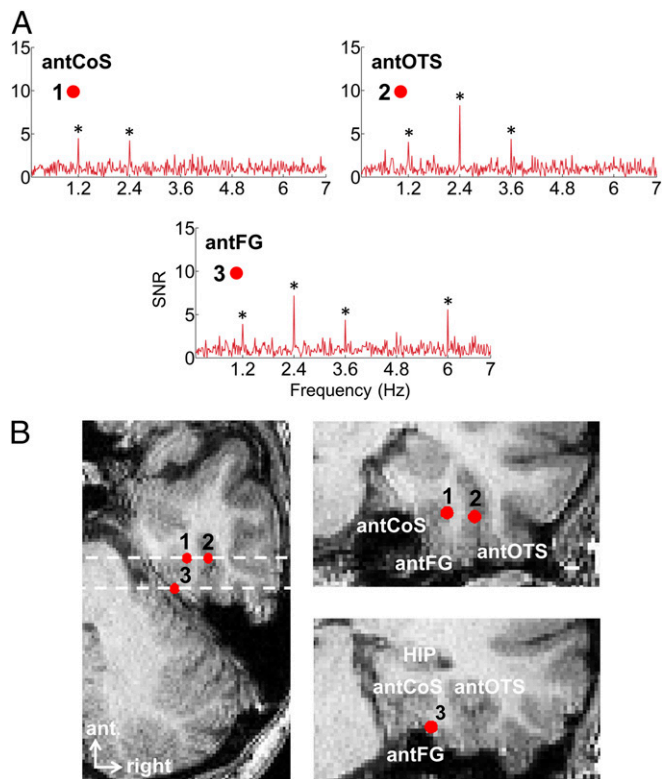 A
15
10
5
0
antCoS
1
*
*
1.2 2.4 3.6 4.8 6 7
15
10
5
0
antOTS
2
*
*
*
1.2 2.4 3.6 4.8 6 7
15
10
5
0
SNR
antFG
3
*
*
*
*
1.2 2.4 3.6 4.8 6 7
Frequency (Hz)
B
1 2
3
ant.
right
1 2
antCoS
antFG antOTS
HIP
antCoS antOTS
3
antFG